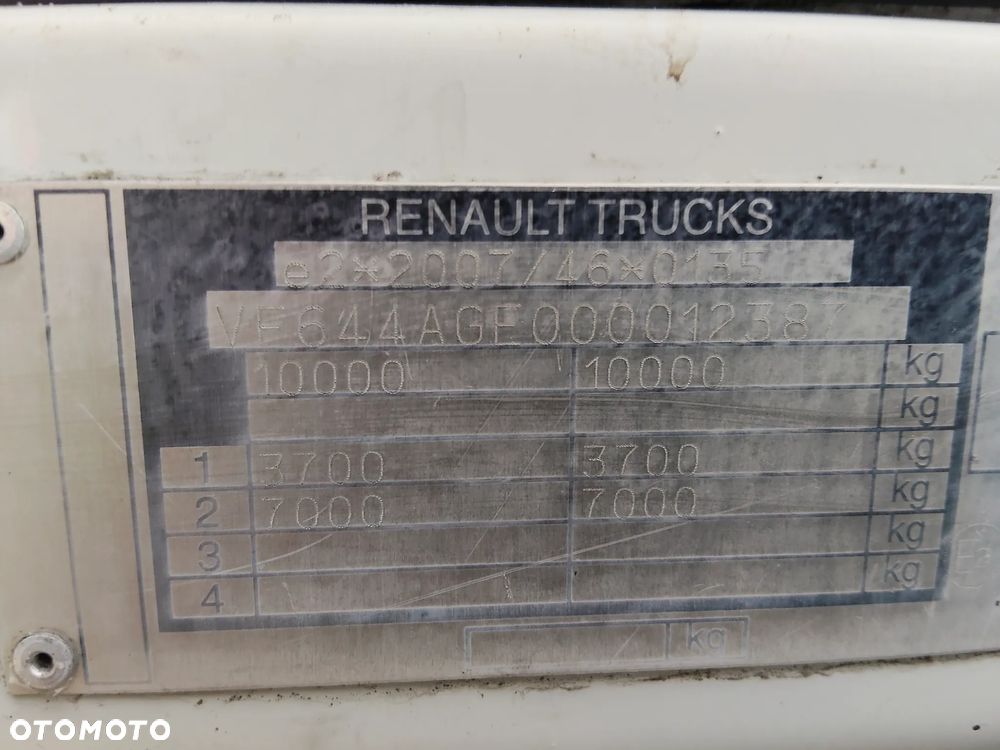 RENAULT TRUCKS
e2*2007/46*0135
VF644AGF000012387
10000 10000 kg
kg
1 3700 3700 kg
2 7000 7000 kg
3 kg
4 kg
kg
OTOMOTO